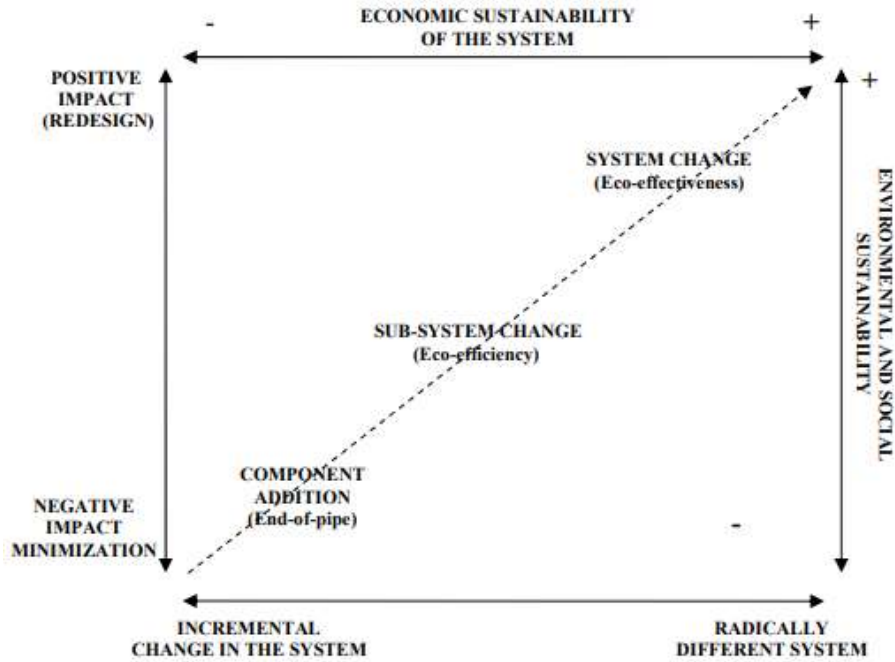 -
ECONOMIC SUSTAINABILITY
OF THE SYSTEM
+
POSITIVE
IMPACT
(REDESIGN)
+
SYSTEM CHANGE
(Eco-effectiveness)
ENVIRONMENTAL AND SOCIAL
SUSTAINABILITY
SUB-SYSTEM CHANGE
(Eco-efficiency)
COMPONENT
ADDITION
(End-of-pipe)
NEGATIVE
IMPACT
MINIMIZATION
-
INCREMENTAL
CHANGE IN THE SYSTEM
RADICALLY
DIFFERENT SYSTEM